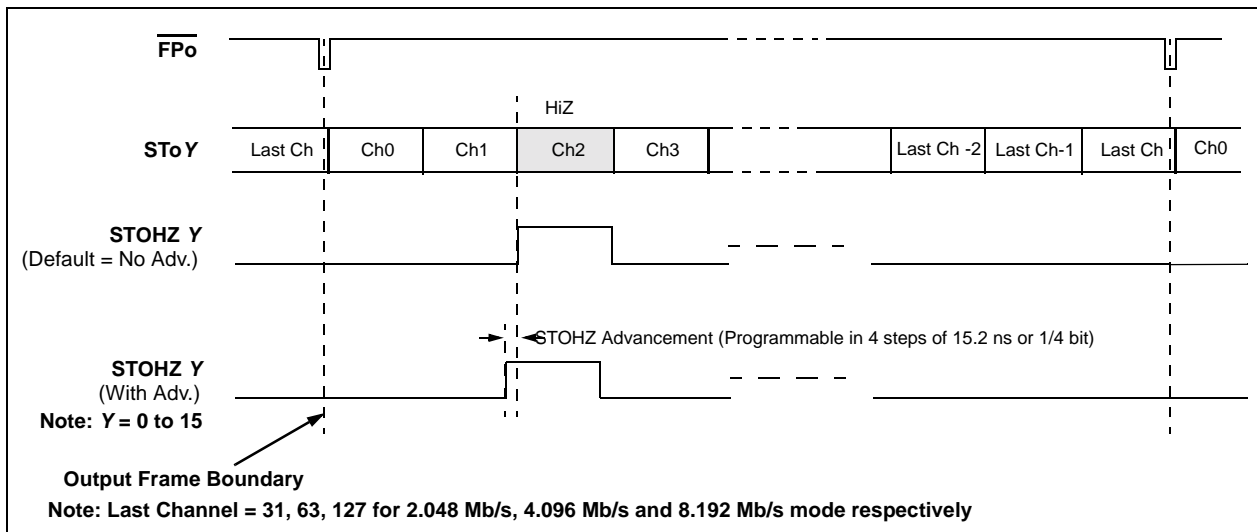 FPo
HiZ
SToY Last Ch Ch0 Ch1 Ch2 Ch3 Last Ch -2 Last Ch-1 Last Ch Ch0
STOHZ Y
(Default = No Adv.)
STOHZ Advancement (Programmable in 4 steps of 15.2 ns or 1/4 bit)
STOHZ Y
(With Adv.)
Note: Y = 0 to 15
Output Frame Boundary
Note: Last Channel = 31, 63, 127 for 2.048 Mb/s, 4.096 Mb/s and 8.192 Mb/s mode respectively